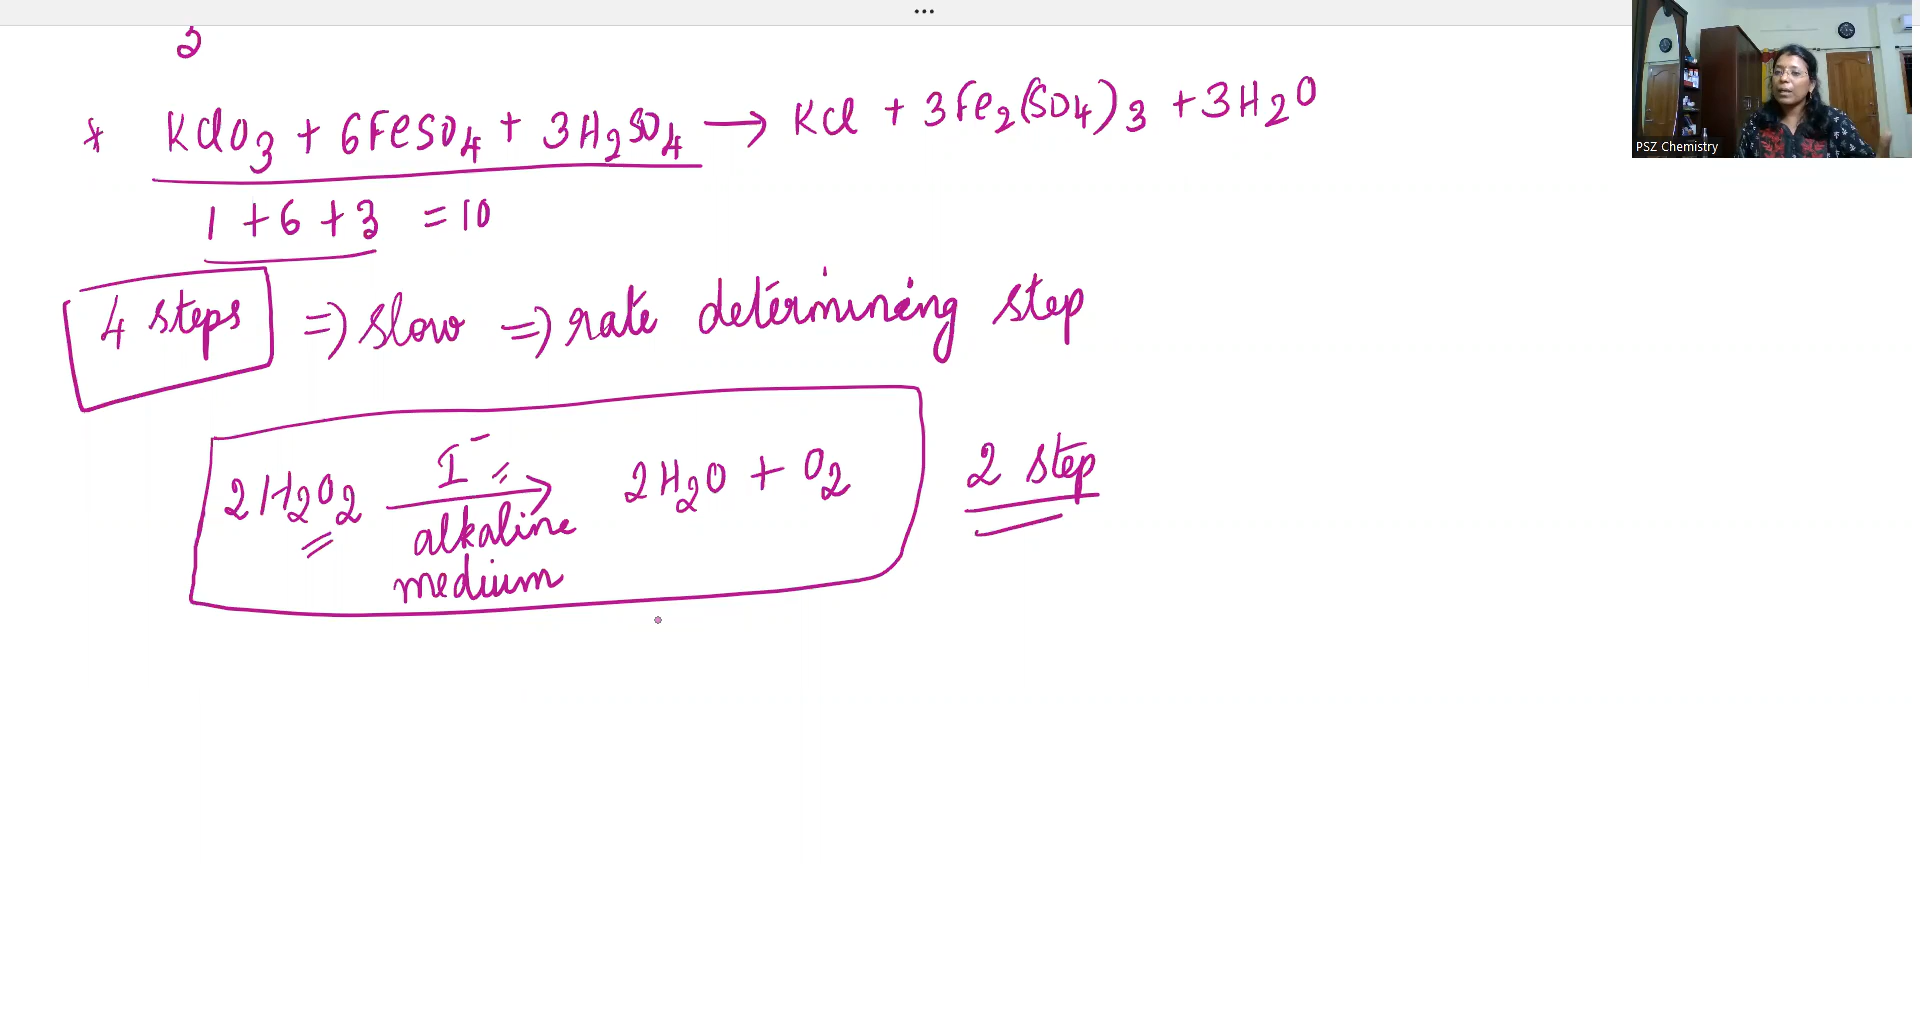 ...
3
* KClO3 + 6FeSO4 + 3H2SO4 → KCl + 3Fe2(SO4)3 + 3H2O
1 + 6 + 3 = 10
4 steps ⇒ slow ⇒ rate determining step
I⁻
2H2O2 → 2H2O + O2 2 step
alkaline
medium
PSZ Chemistry